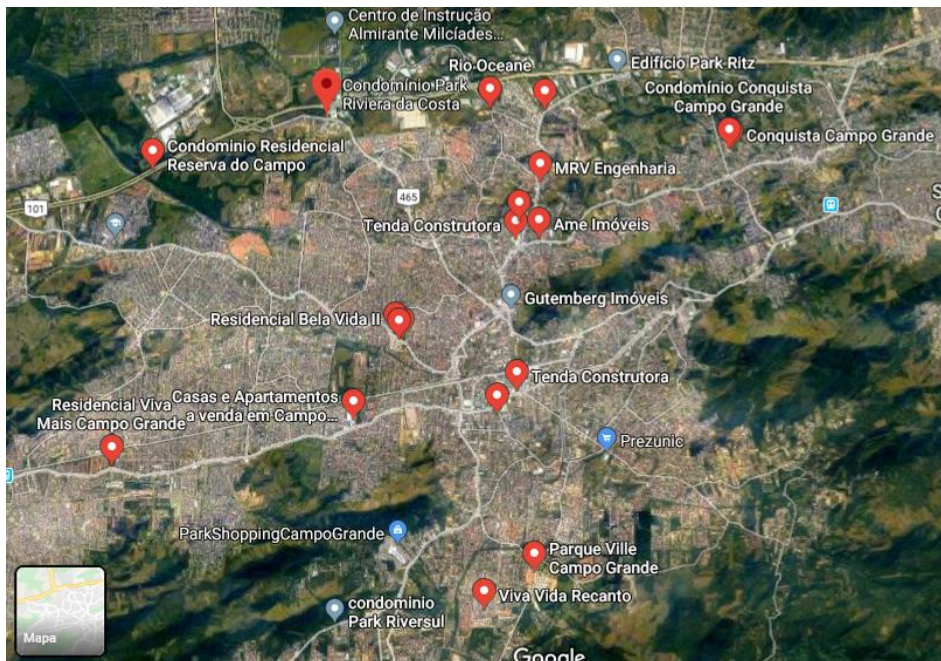 Centro de Instrução
Almirante Milcíades...
Rio Oceane
Edifício Park Ritz
Condomínio Park
Riviera da Costa
Condomínio Conquista
Campo Grande
Conquista Campo Grande
Condominio Residencial
Reserva do Campo
MRV Engenharia
465
101
Tenda Construtora
Ame Imóveis
Gutemberg Imóveis
Residencial Bela Vida II
Tenda Construtora
Casas e Apartamentos
a venda em Campo...
Residencial Viva
Mais Campo Grande
Prezunic
ParkShoppingCampoGrande
Parque Ville
Campo Grande
Viva Vida Recanto
condominio
Park Riversul
Mapa
Google